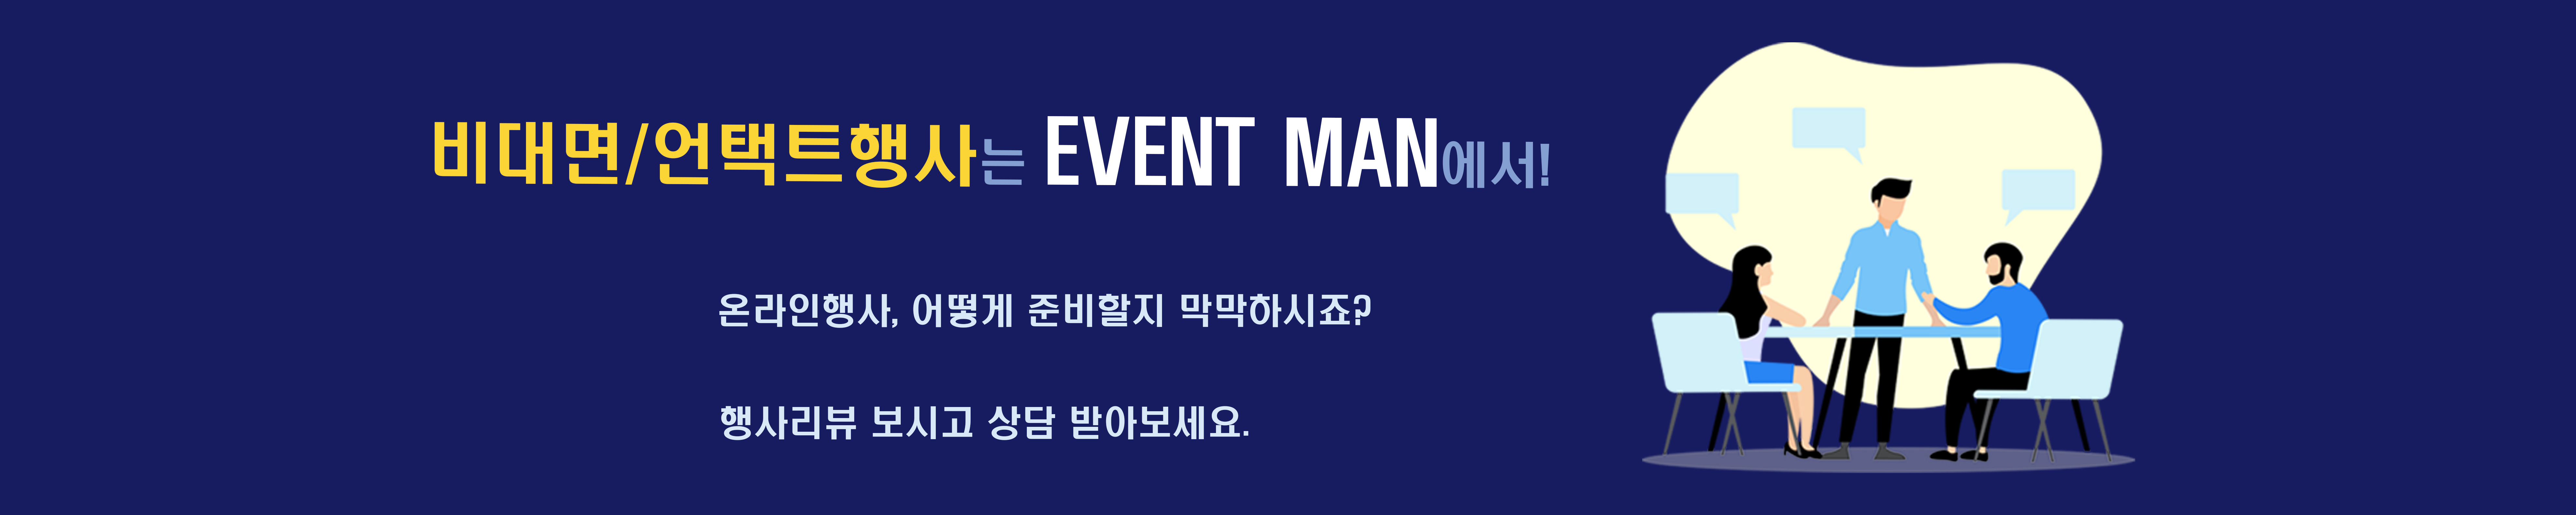 비대면/언택트행사는 EVENT MAN에서!
온라인행사, 어떻게 준비할지 막막하시죠?
행사리뷰 보시고 상담 받아보세요.